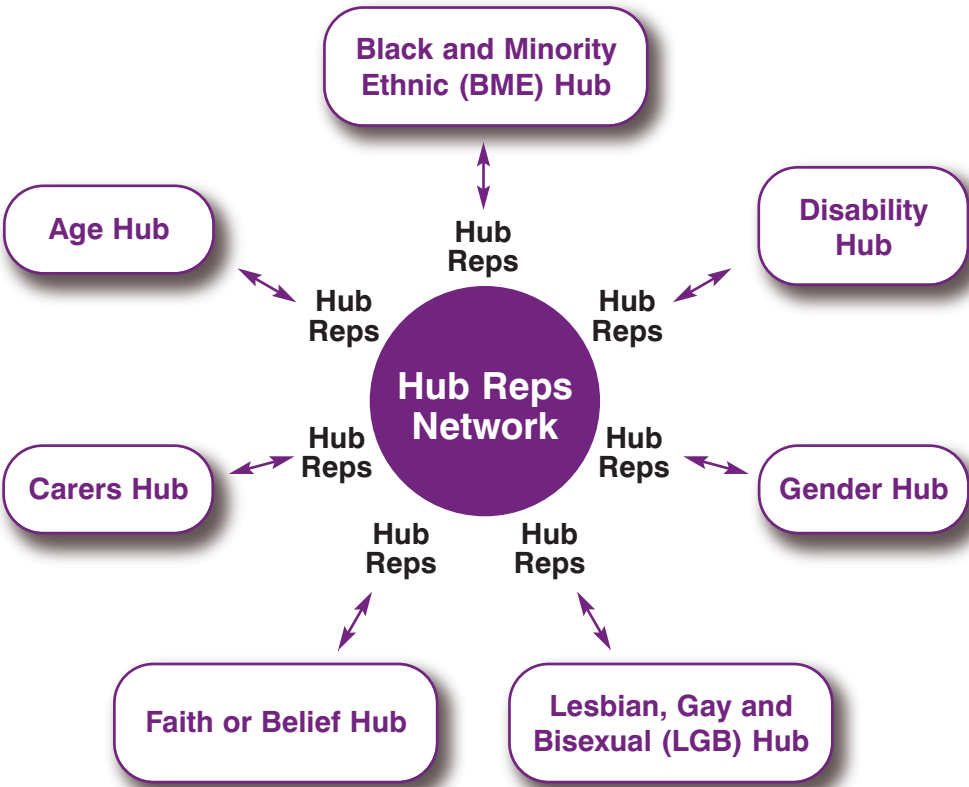 Black and Minority
Ethnic (BME) Hub
Age Hub
Disability
Hub
Hub
Reps
Hub
Reps
Hub
Reps
Hub Reps
Network
Carers Hub
Hub
Reps
Hub
Reps
Gender Hub
Hub
Reps
Hub
Reps
Faith or Belief Hub
Lesbian, Gay and
Bisexual (LGB) Hub